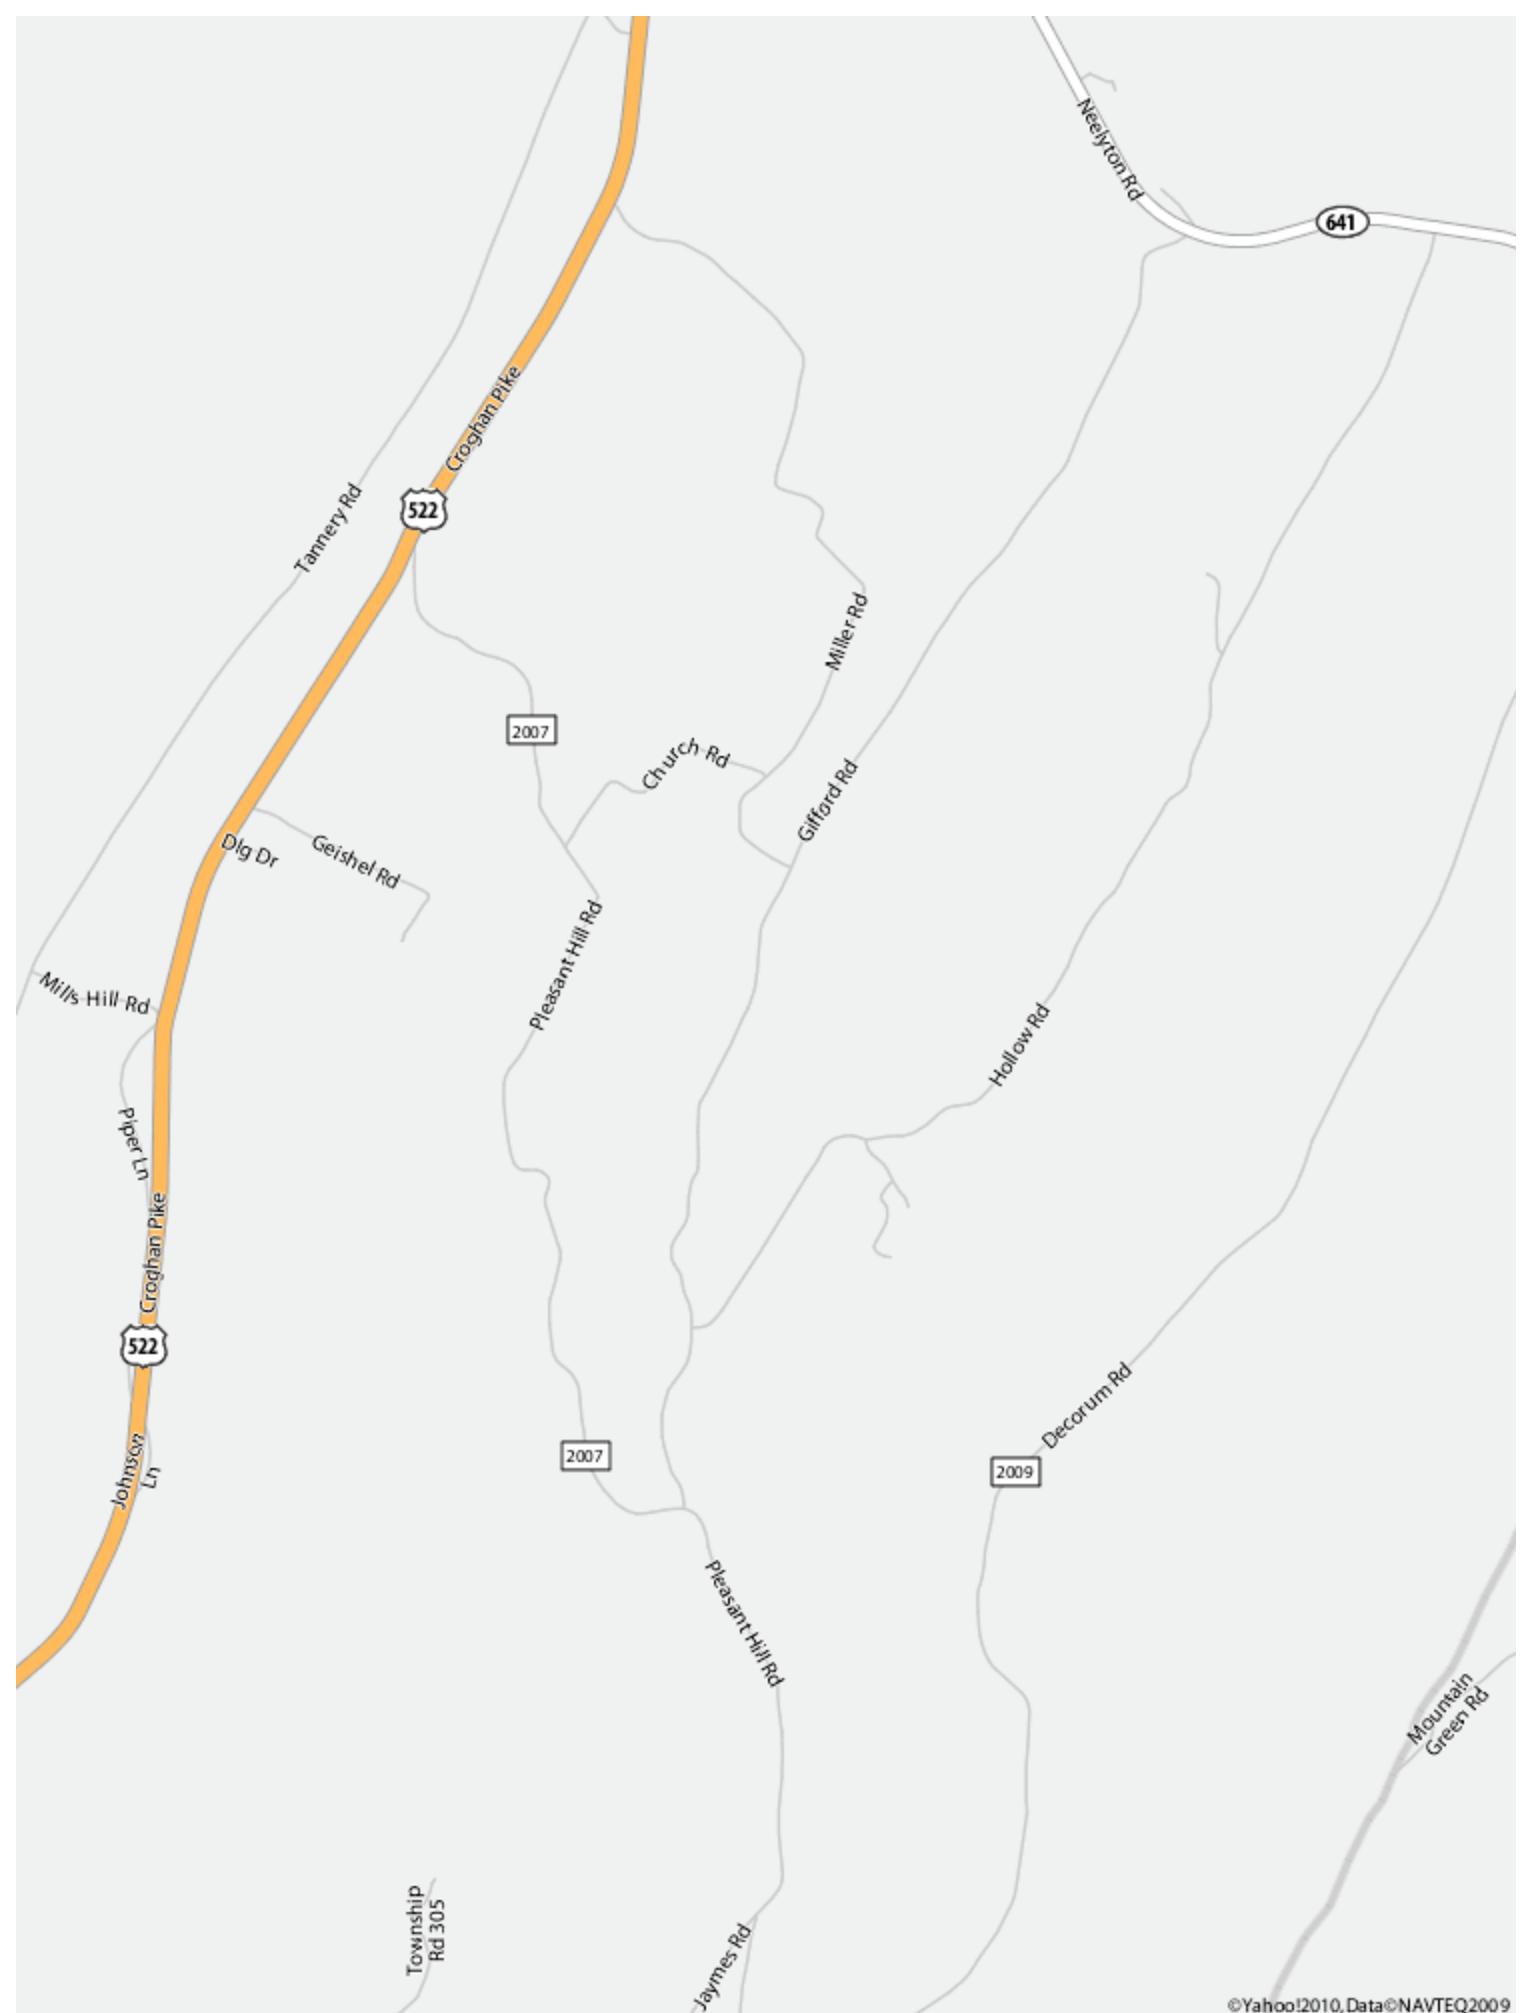 Neelyton Rd
641
Croghan Pike
522
Tannery Rd
Miller Rd
2007
Church Rd
Gifford Rd
Dlg Dr
Geishel Rd
Pleasant Hill Rd
Mills Hill Rd
Hollow Rd
Piper Ln
Croghan Pike
522
Decorum Rd
Johnson
Ln
2007
2009
Pleasant Hill Rd
Mountain
Green Rd
Township
Rd 305
Jaymes Rd
©Yahoo!2010, Data©NAVTEQ2009